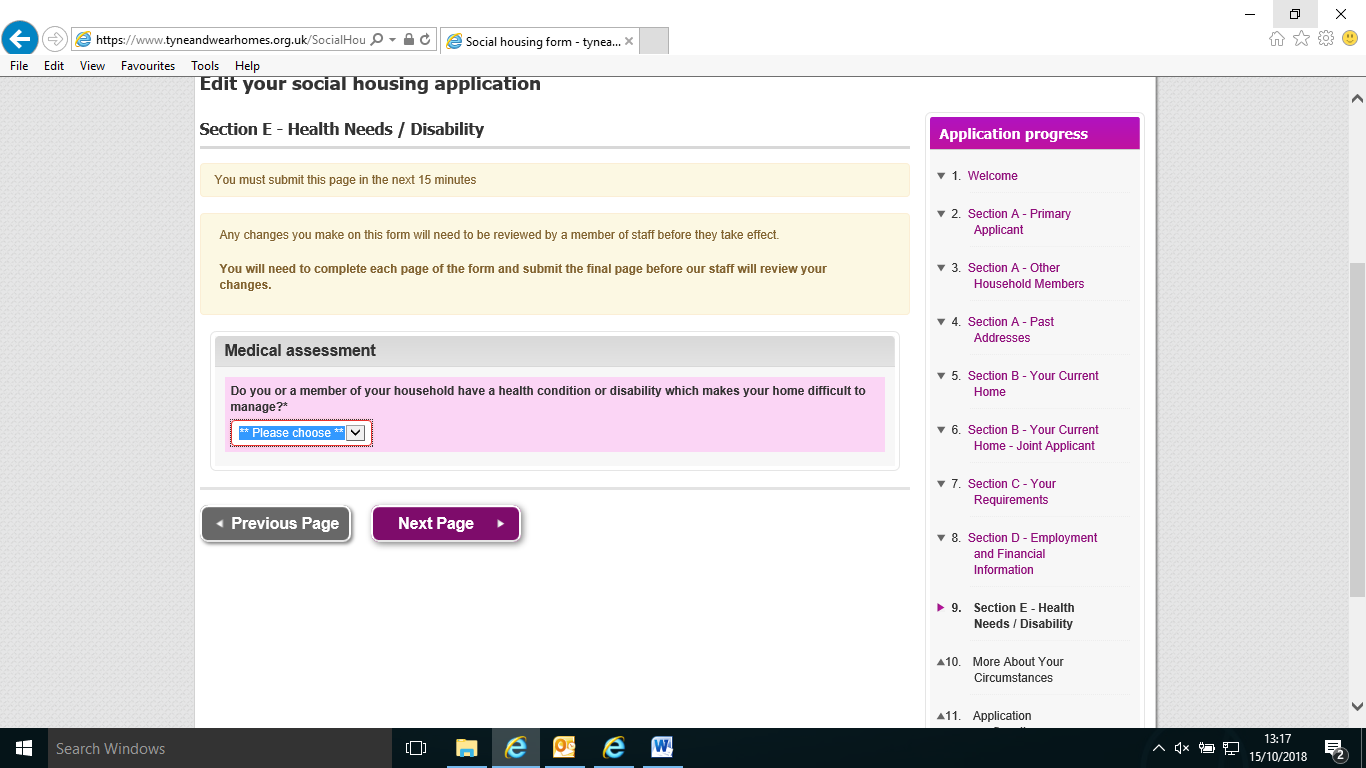 https://www.tyneandwearhomes.org.uk/SocialHou
Social housing form - tynea...
File Edit View Favourites Tools Help
Edit your social housing application
Section E - Health Needs / Disability
You must submit this page in the next 15 minutes
Any changes you make on this form will need to be reviewed by a member of staff before they take effect.
You will need to complete each page of the form and submit the final page before our staff will review your
changes.
Medical assessment
Do you or a member of your household have a health condition or disability which makes your home difficult to
manage?*
** Please choose **
Previous Page
Next Page
Application progress
1. Welcome
2. Section A - Primary
Applicant
3. Section A - Other
Household Members
4. Section A - Past
Addresses
5. Section B - Your Current
Home
6. Section B - Your Current
Home - Joint Applicant
7. Section C - Your
Requirements
8. Section D - Employment
and Financial
Information
9. Section E - Health
Needs / Disability
10. More About Your
Circumstances
11. Application
Search Windows
13:17
15/10/2018
2